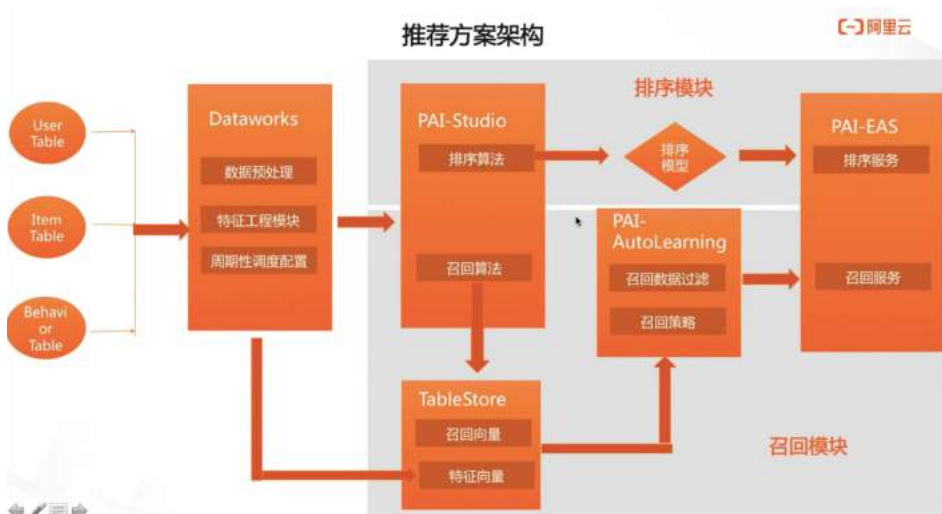 推荐方案架构
阿里云
User
Table
Item
Table
Behavi
or
Table
Dataworks
数据预处理
特征工程模块
周期性调度配置
PAI-Studio
排序算法
召回算法
排序模块
排序
模型
PAI-EAS
排序服务
召回服务
PAI-
AutoLearning
召回数据过滤
召回策略
TableStore
召回向量
特征向量
召回模块